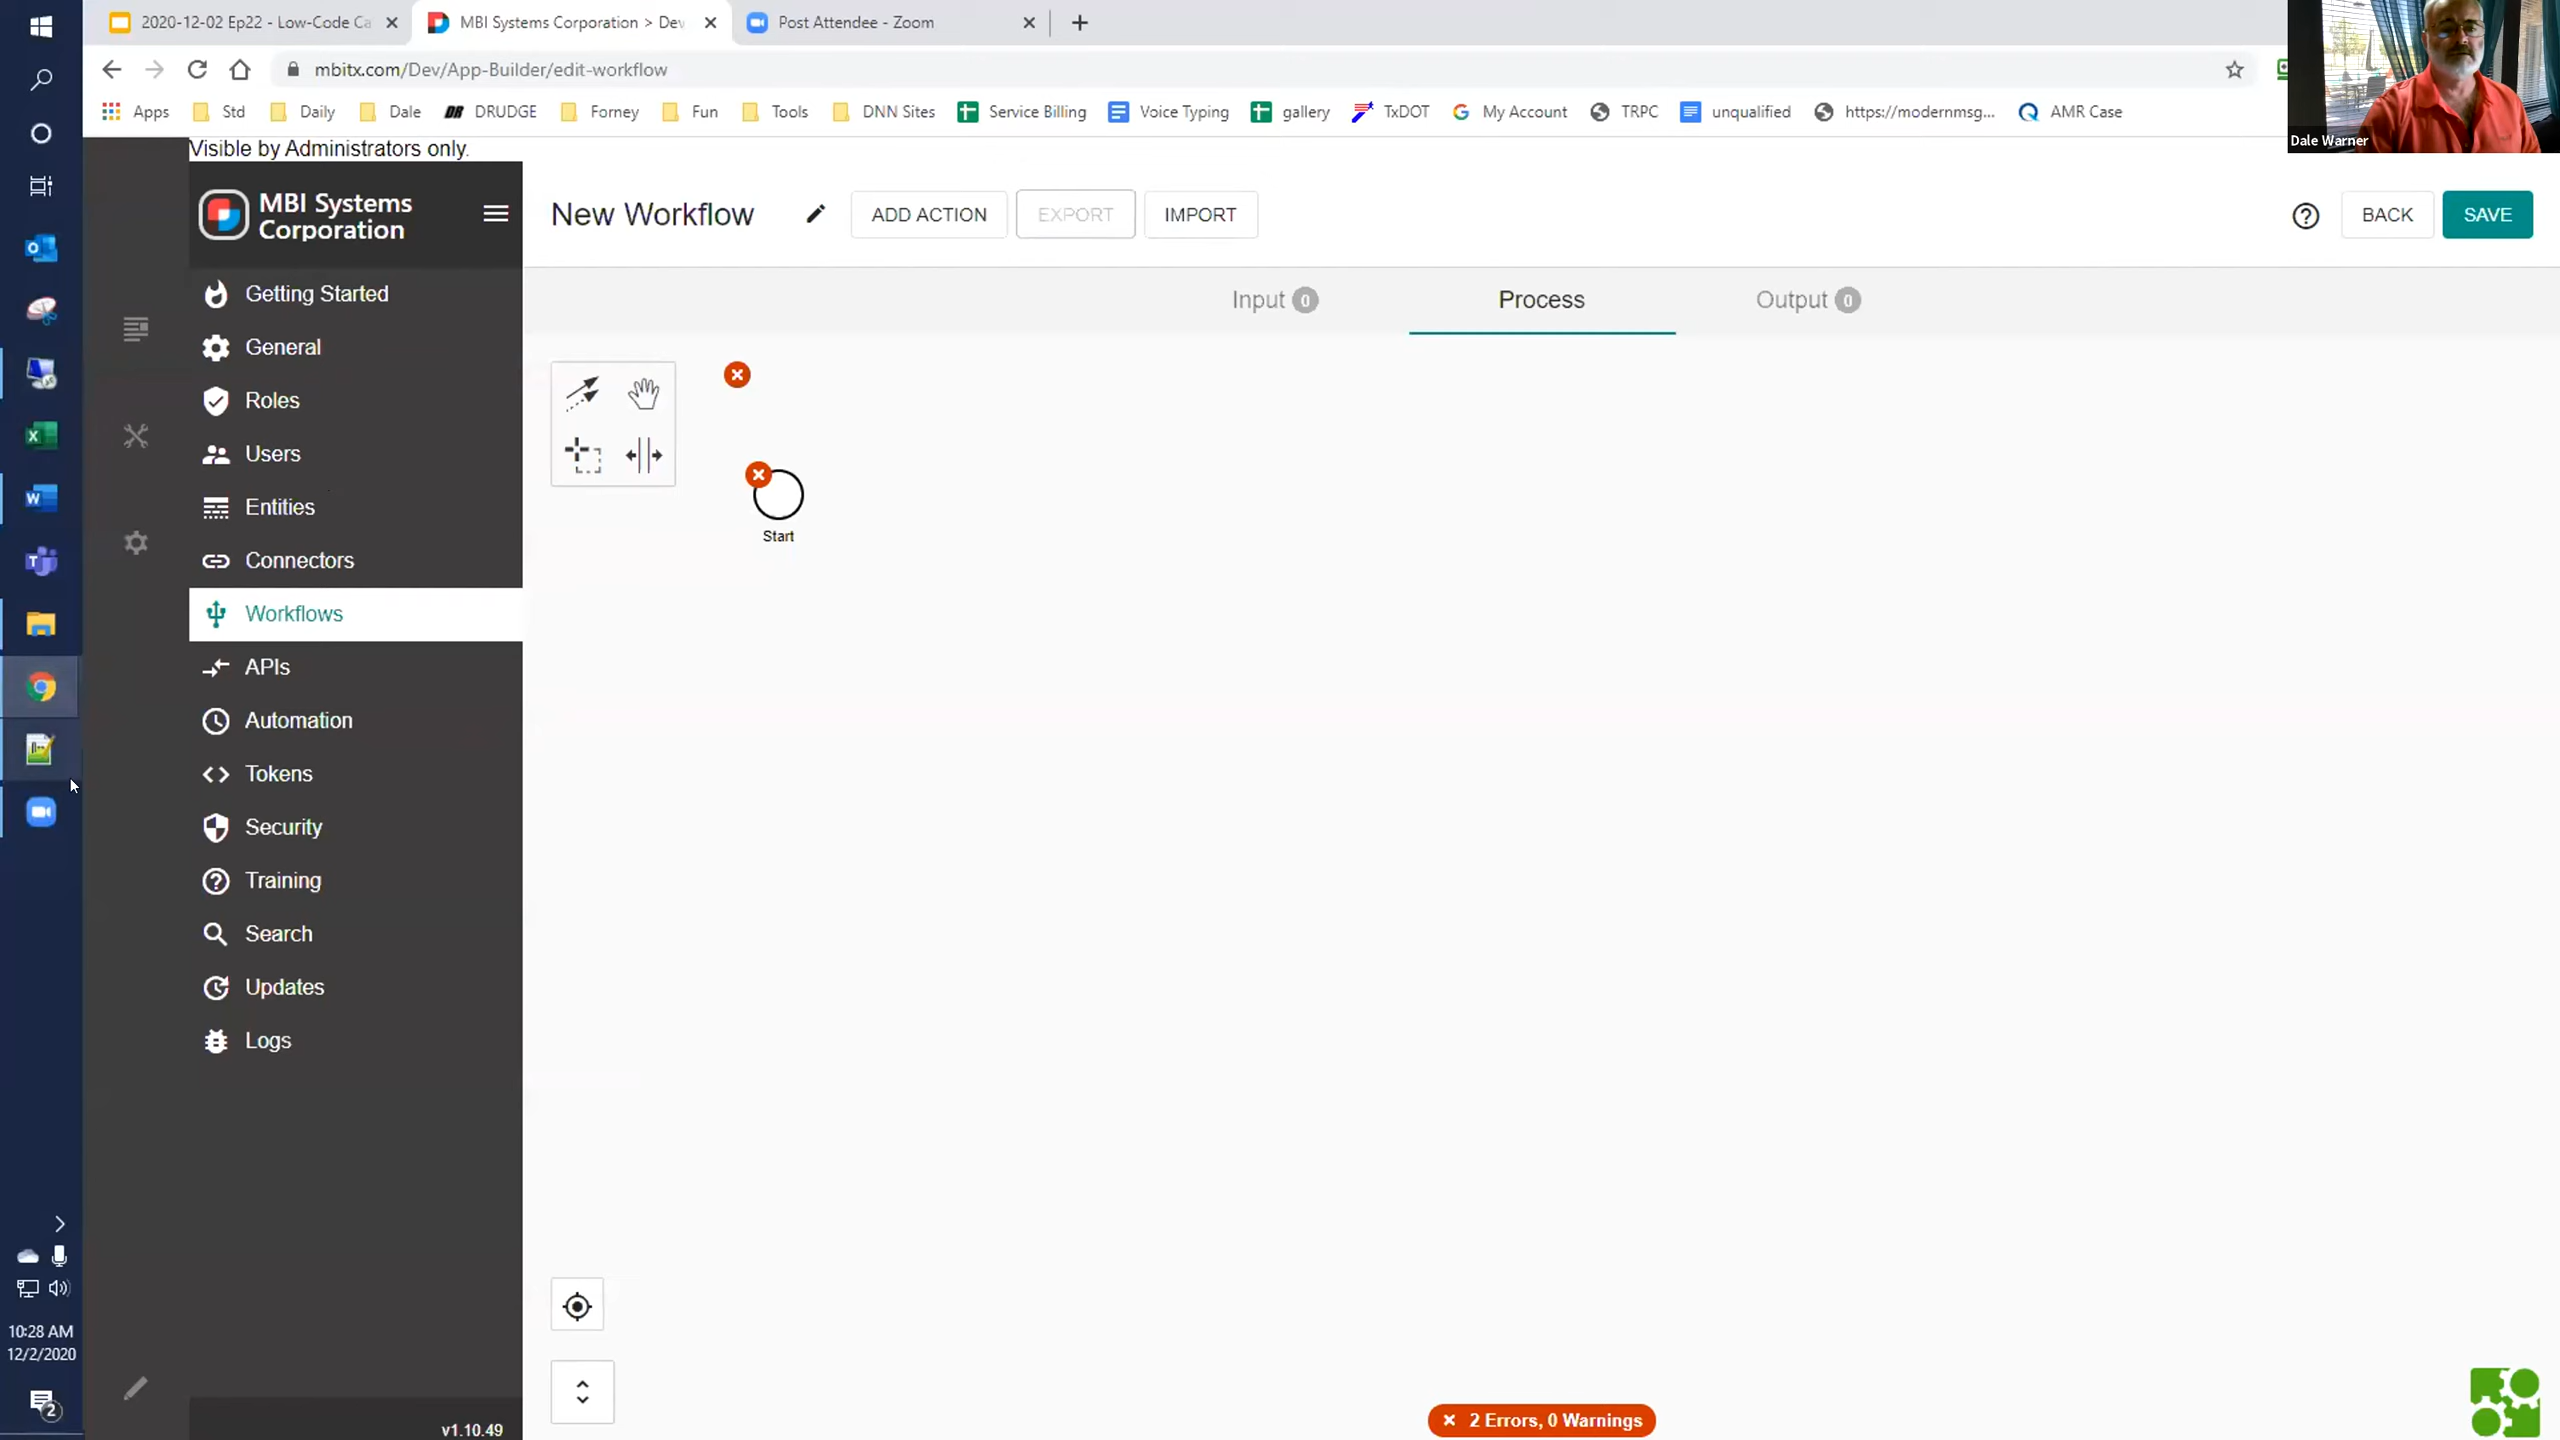 2020-12-02 Ep22 - Low-Code Ca
MBI Systems Corporation > Dev
Post Attendee - Zoom
mbitx.com/Dev/App-Builder/edit-workflow
Apps Std Daily Dale DR DRUDGE Forney Fun Tools DNN Sites Service Billing Voice Typing gallery TxDOT My Account TRPC unqualified https://modernmsg... AMR Case
Dale Warner
Visible by Administrators only.
MBI Systems
Corporation
New Workflow
ADD ACTION
EXPORT
IMPORT
BACK
SAVE
Input 0
Process
Output 0
Getting Started
General
Roles
Users
Entities
Connectors
Workflows
APIs
Automation
Tokens
Security
Training
Search
Updates
Logs
Start
10:28 AM
12/2/2020
2
v1.10.49
2 Errors, 0 Warnings